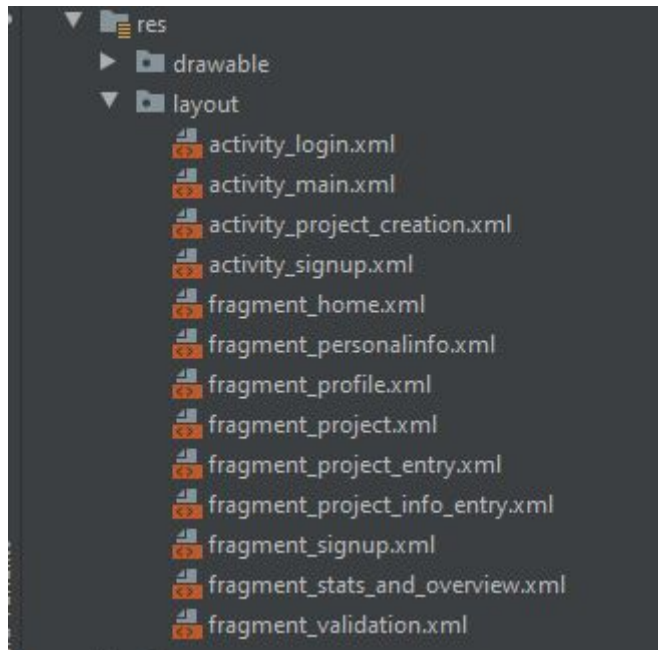 res
drawable
layout
activity_login.xml
activity_main.xml
activity_project_creation.xml
activity_signup.xml
fragment_home.xml
fragment_personalinfo.xml
fragment_profile.xml
fragment_project.xml
fragment_project_entry.xml
fragment_project_info_entry.xml
fragment_signup.xml
fragment_stats_and_overview.xml
fragment_validation.xml